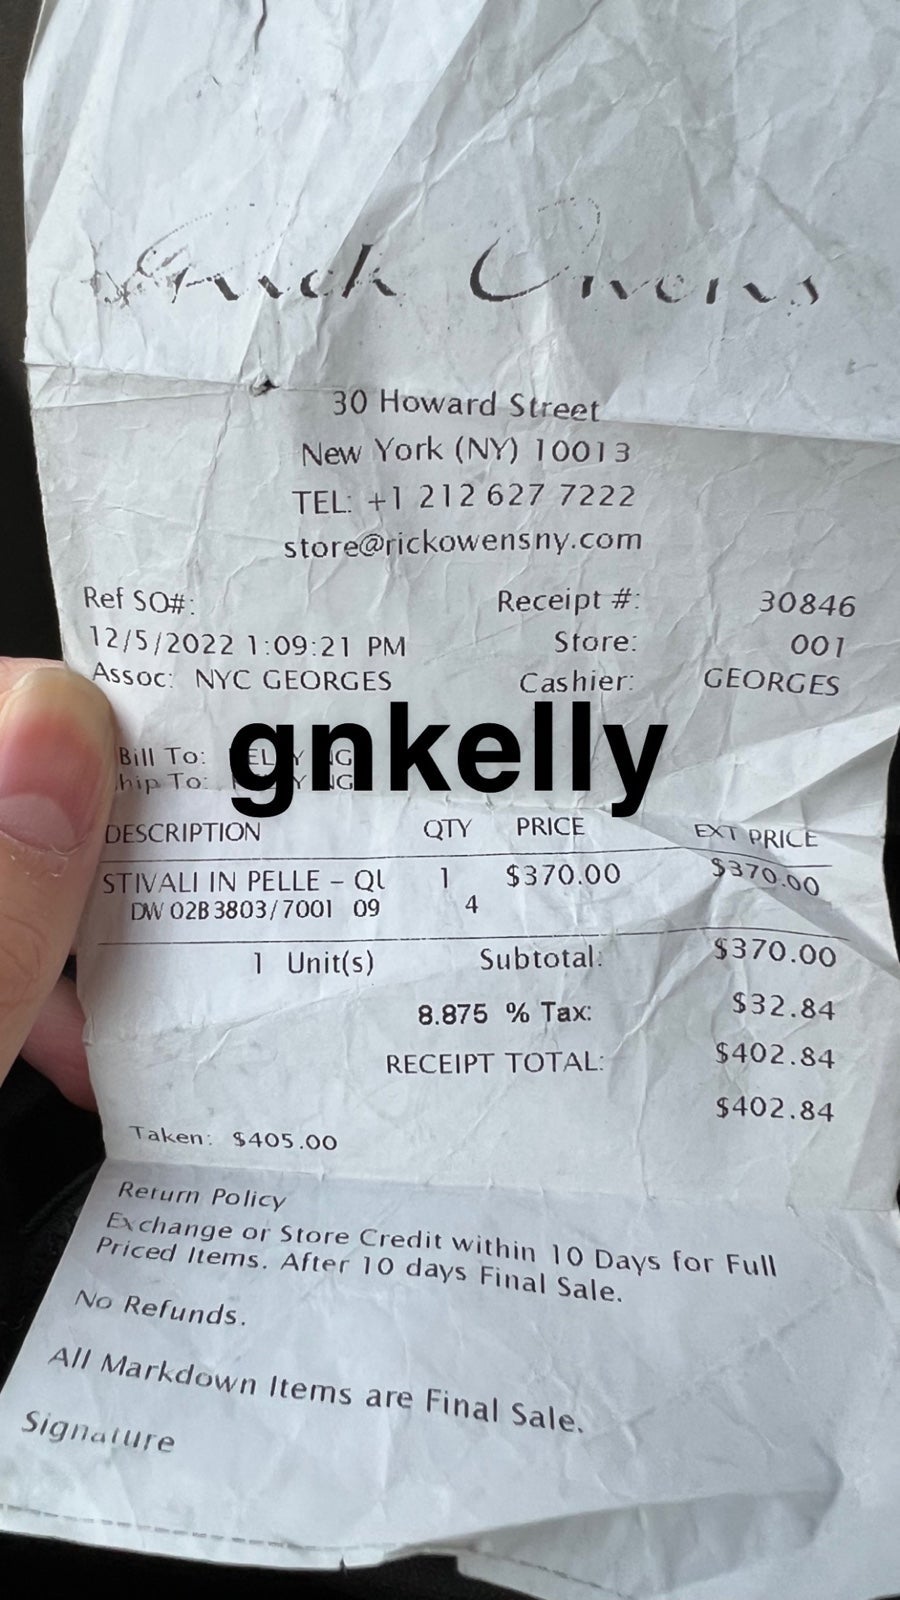 Rick Owens
30 Howard Street
New York (NY) 10013
TEL: +1 212 627 7222
store@rickowensny.com
Ref SO#: Receipt #: 30846
12/5/2022 1:09:21 PM Store: 001
Assoc: NYC GEORGES Cashier: GEORGES
gnkelly
Bill To:
hip To:
DESCRIPTION QTY PRICE EXT PRICE
STIVALI IN PELLE – QU 1 $370.00 $370.00
DW 02B3803/7001 09 4
1 Unit(s) Subtotal: $370.00
8.875 % Tax: $32.84
RECEIPT TOTAL: $402.84
$402.84
Taken: $405.00
Return Policy
Exchange or Store Credit within 10 Days for Full
Priced Items. After 10 days Final Sale.
No Refunds.
All Markdown Items are Final Sale.
Signature